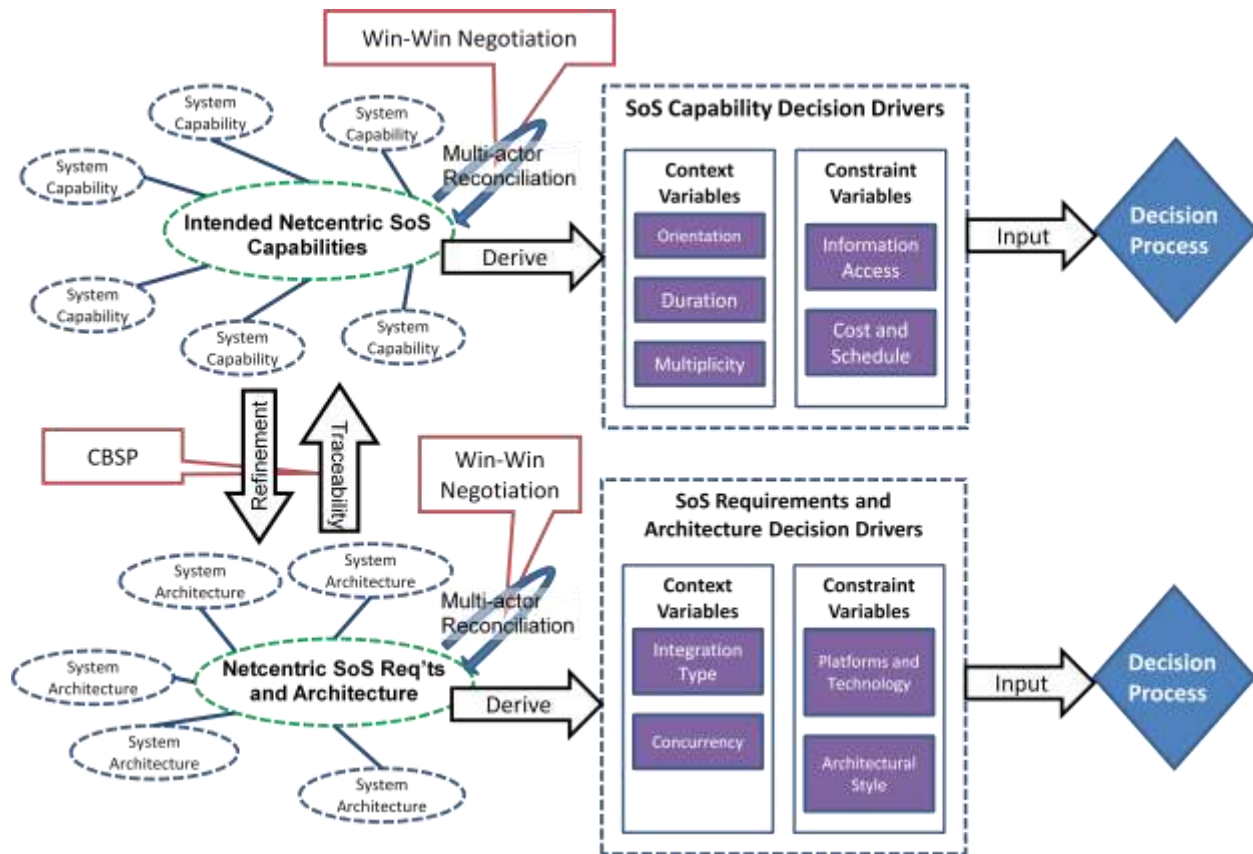 Win-Win Negotiation
System
Capability
System
Capability
System
Capability
System
Capability
Multi-actor
Reconciliation
Intended Netcentric SoS
Capabilities
System
Capability
System
Capability
System
Capability
Derive
SoS Capability Decision Drivers
Context
Variables
Orientation
Duration
Multiplicity
Constraint
Variables
Information
Access
Cost and
Schedule
Input
Decision
Process
CBSP
Refinement
Traceability
Win-Win
Negotiation
System
Architecture
System
Architecture
Multi-actor
Reconciliation
System
Architecture
Netcentric SoS Req'ts
and Architecture
System
Architecture
System
Architecture
Derive
SoS Requirements and
Architecture Decision Drivers
Context
Variables
Integration
Type
Concurrency
Constraint
Variables
Platforms and
Technology
Architectural
Style
Input
Decision
Process